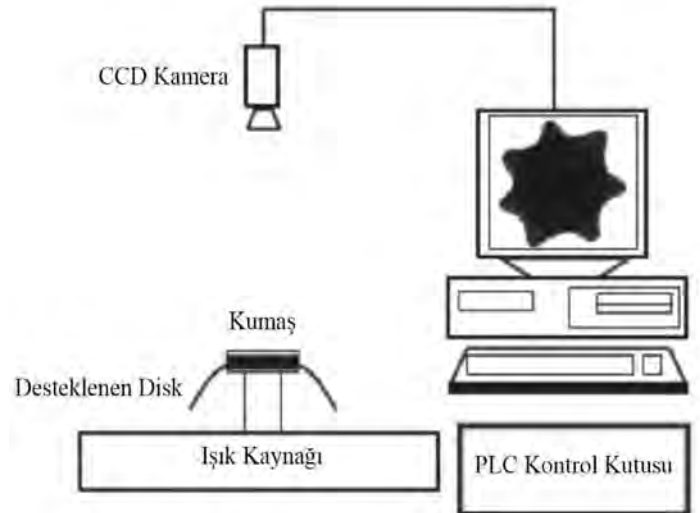 CCD Kamera
Kumaş
Desteklenen Disk
Işık Kaynağı
PLC Kontrol Kutusu